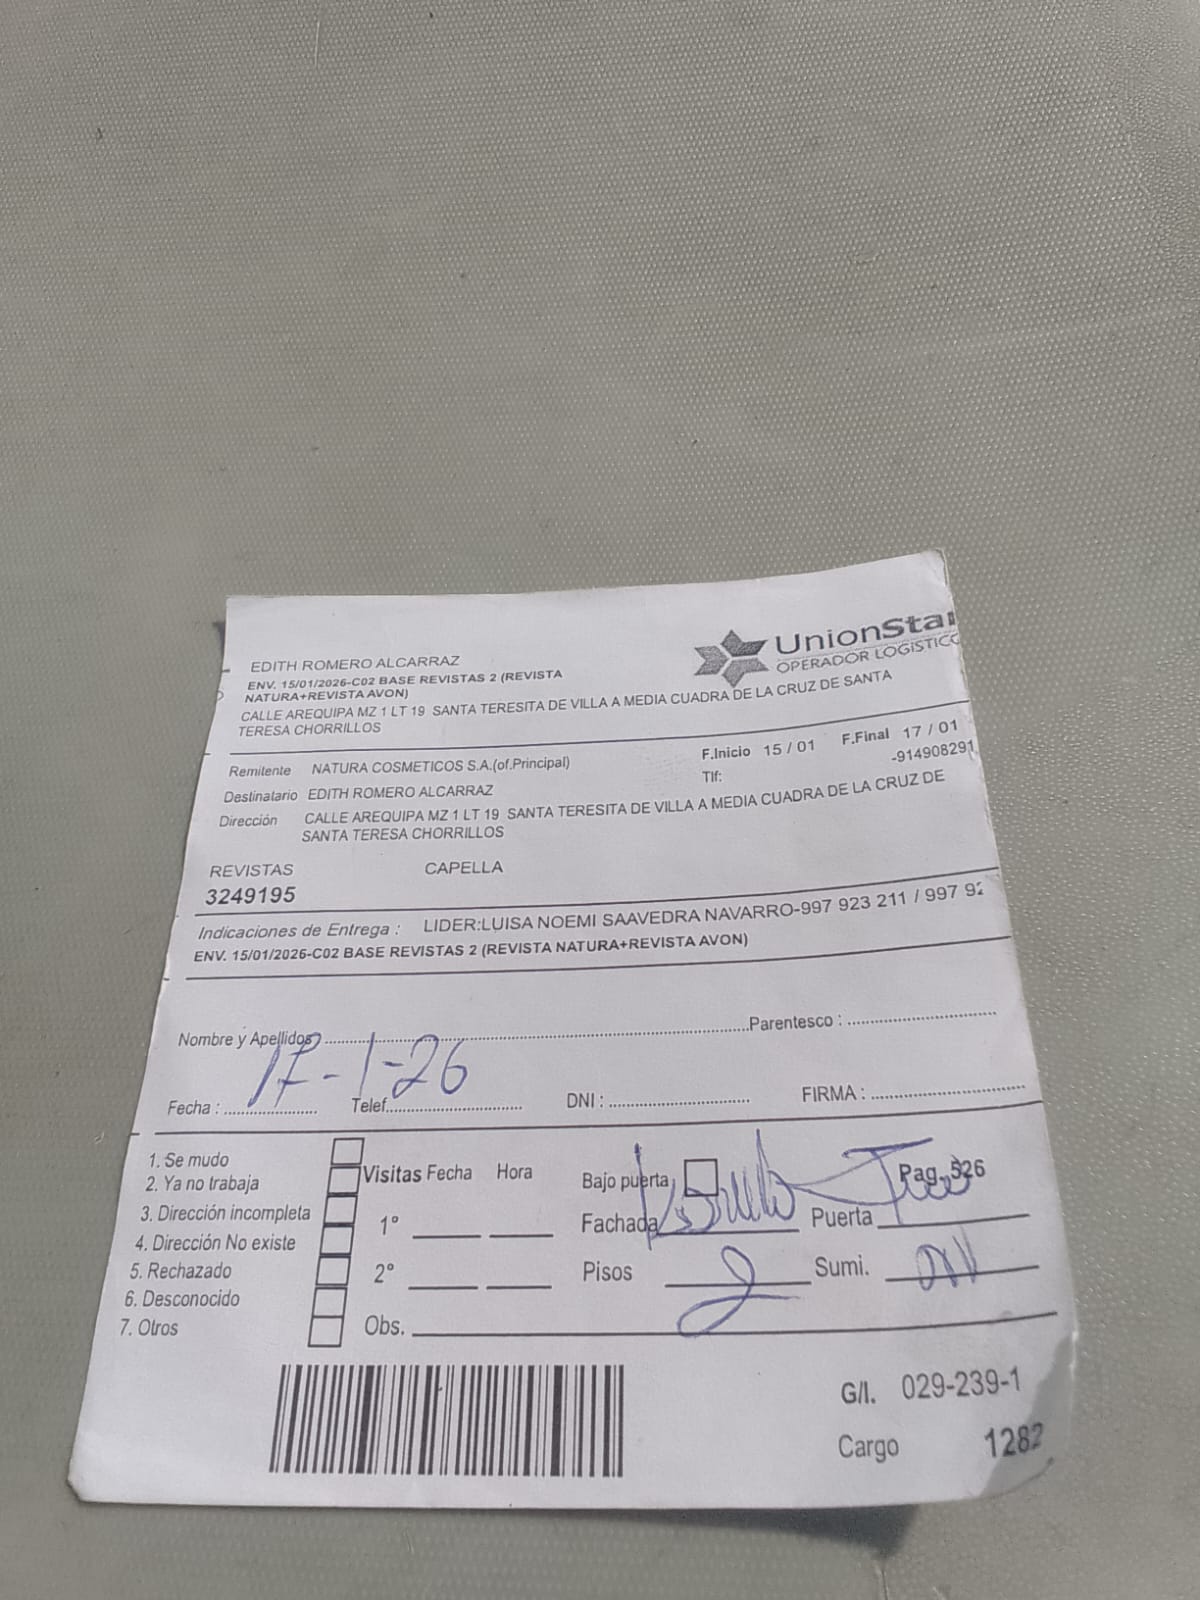 UnionStar
OPERADOR LOGÍSTICO
EDITH ROMERO ALCARRAZ
ENV. 15/01/2026-C02 BASE REVISTAS 2 (REVISTA
NATURA+REVISTA AVON)
CALLE AREQUIPA MZ 1 LT 19 SANTA TERESITA DE VILLA A MEDIA CUADRA DE LA CRUZ DE SANTA
TERESA CHORRILLOS
Remitente NATURA COSMETICOS S.A.(of.Principal)
F.Inicio 15 / 01 F.Final 17 / 01
Destinatario EDITH ROMERO ALCARRAZ
Tlf: -914908291
Dirección CALLE AREQUIPA MZ 1 LT 19 SANTA TERESITA DE VILLA A MEDIA CUADRA DE LA CRUZ DE
SANTA TERESA CHORRILLOS
REVISTAS CAPELLA
3249195
Indicaciones de Entrega : LIDER:LUISA NOEMI SAAVEDRA NAVARRO-997 923 211 / 997 92
ENV. 15/01/2026-C02 BASE REVISTAS 2 (REVISTA NATURA+REVISTA AVON)
Nombre y Apellidos Parentesco :
17-1-26
Fecha : Telef. DNI : FIRMA :
1. Se mudo
2. Ya no trabaja
3. Dirección incompleta
4. Dirección No existe
5. Rechazado
6. Desconocido
7. Otros
Visitas Fecha Hora
1°
2°
Obs.
Bajo puerta Pag. 526
Fachada Puerta
Pisos 2 Sumi.
G/I. 029-239-1
Cargo 1282